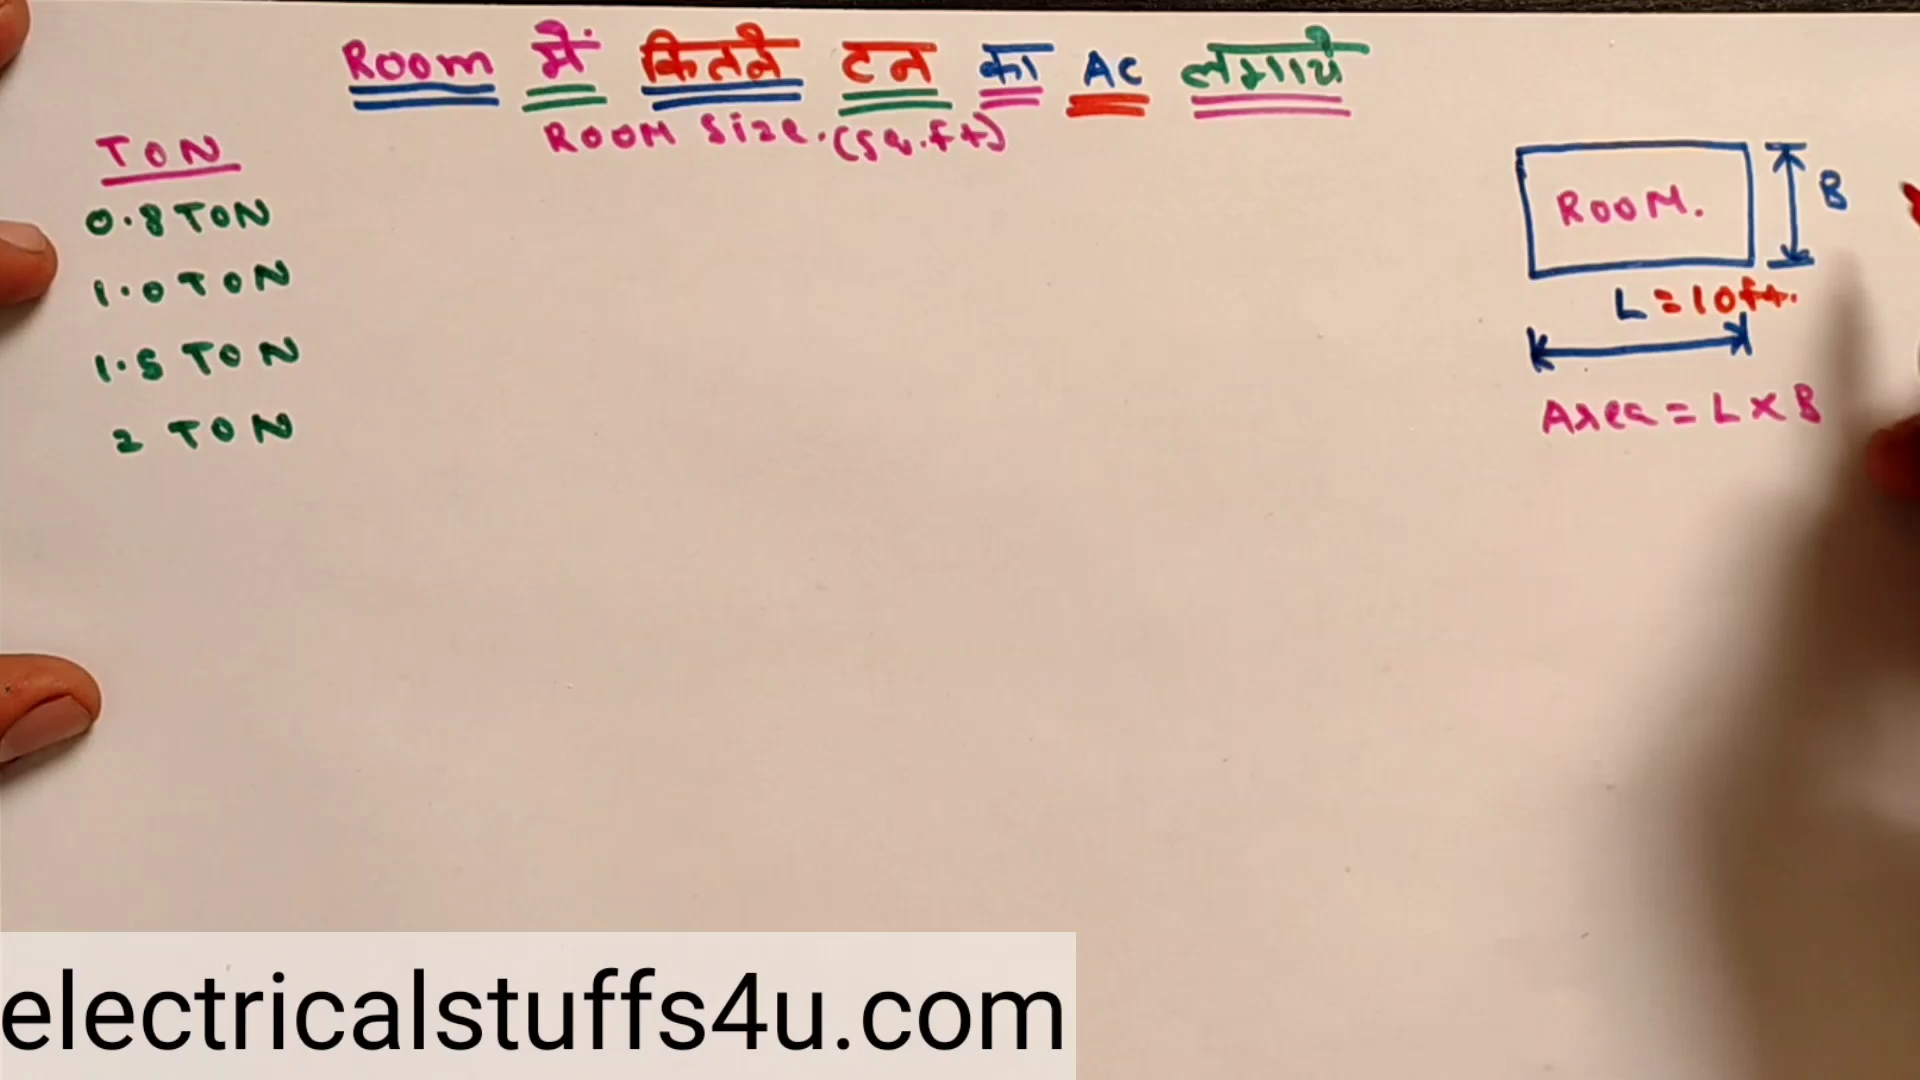 Room में कितने टन का AC लगाये
TON
ROOM Size. (Sq.ft)
0.8 TON
1.0 TON
1.5 TON
2 TON
ROOM.
B
L = 10ft.
Area = L x B
electricalstuffs4u.com